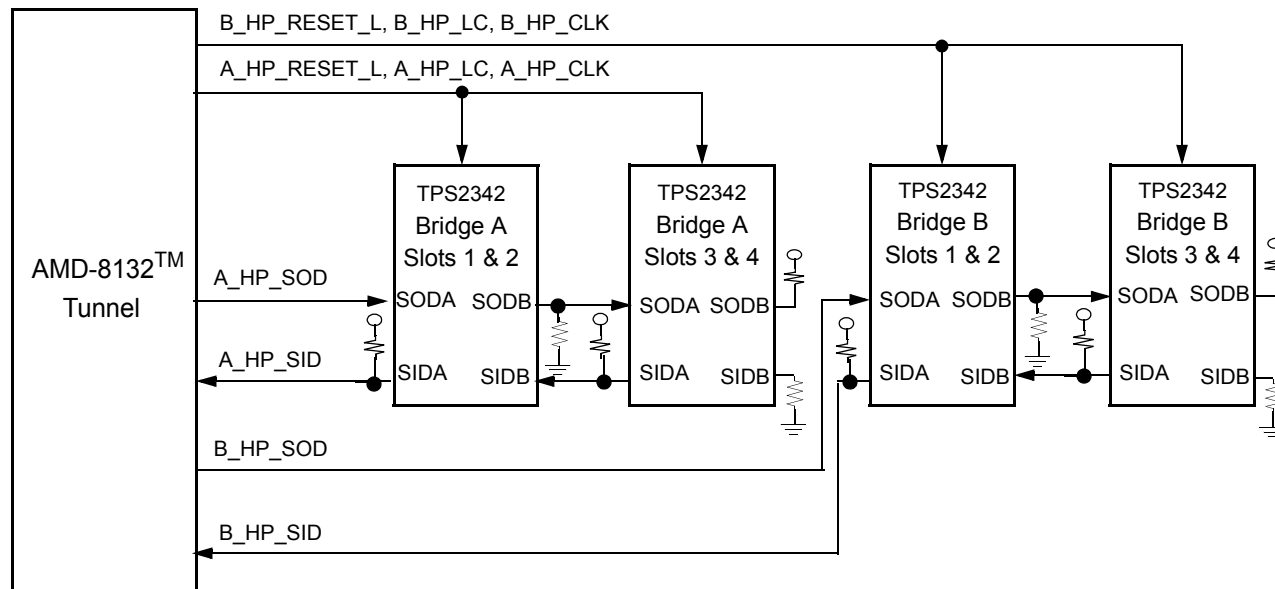 B_HP_RESET_L, B_HP_LC, B_HP_CLK
A_HP_RESET_L, A_HP_LC, A_HP_CLK
AMD-8132TM
Tunnel
A_HP_SOD
A_HP_SID
B_HP_SOD
B_HP_SID
TPS2342
Bridge A
Slots 1 & 2
SODA SODB
SIDA SIDB
TPS2342
Bridge A
Slots 3 & 4
SODA SODB
SIDA SIDB
TPS2342
Bridge B
Slots 1 & 2
SODA SODB
SIDA SIDB
TPS2342
Bridge B
Slots 3 & 4
SODA SODB
SIDA SIDB